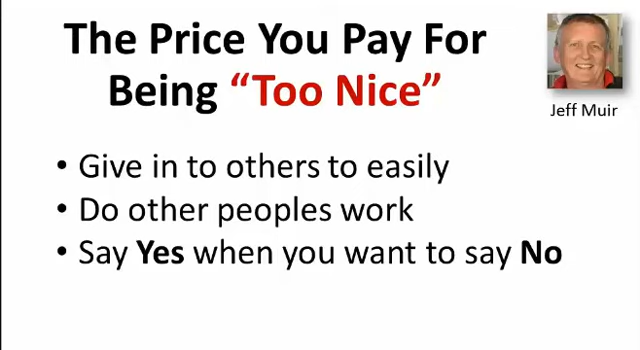 The Price You Pay For
Being “Too Nice”
Jeff Muir
• Give in to others to easily
• Do other peoples work
• Say Yes when you want to say No